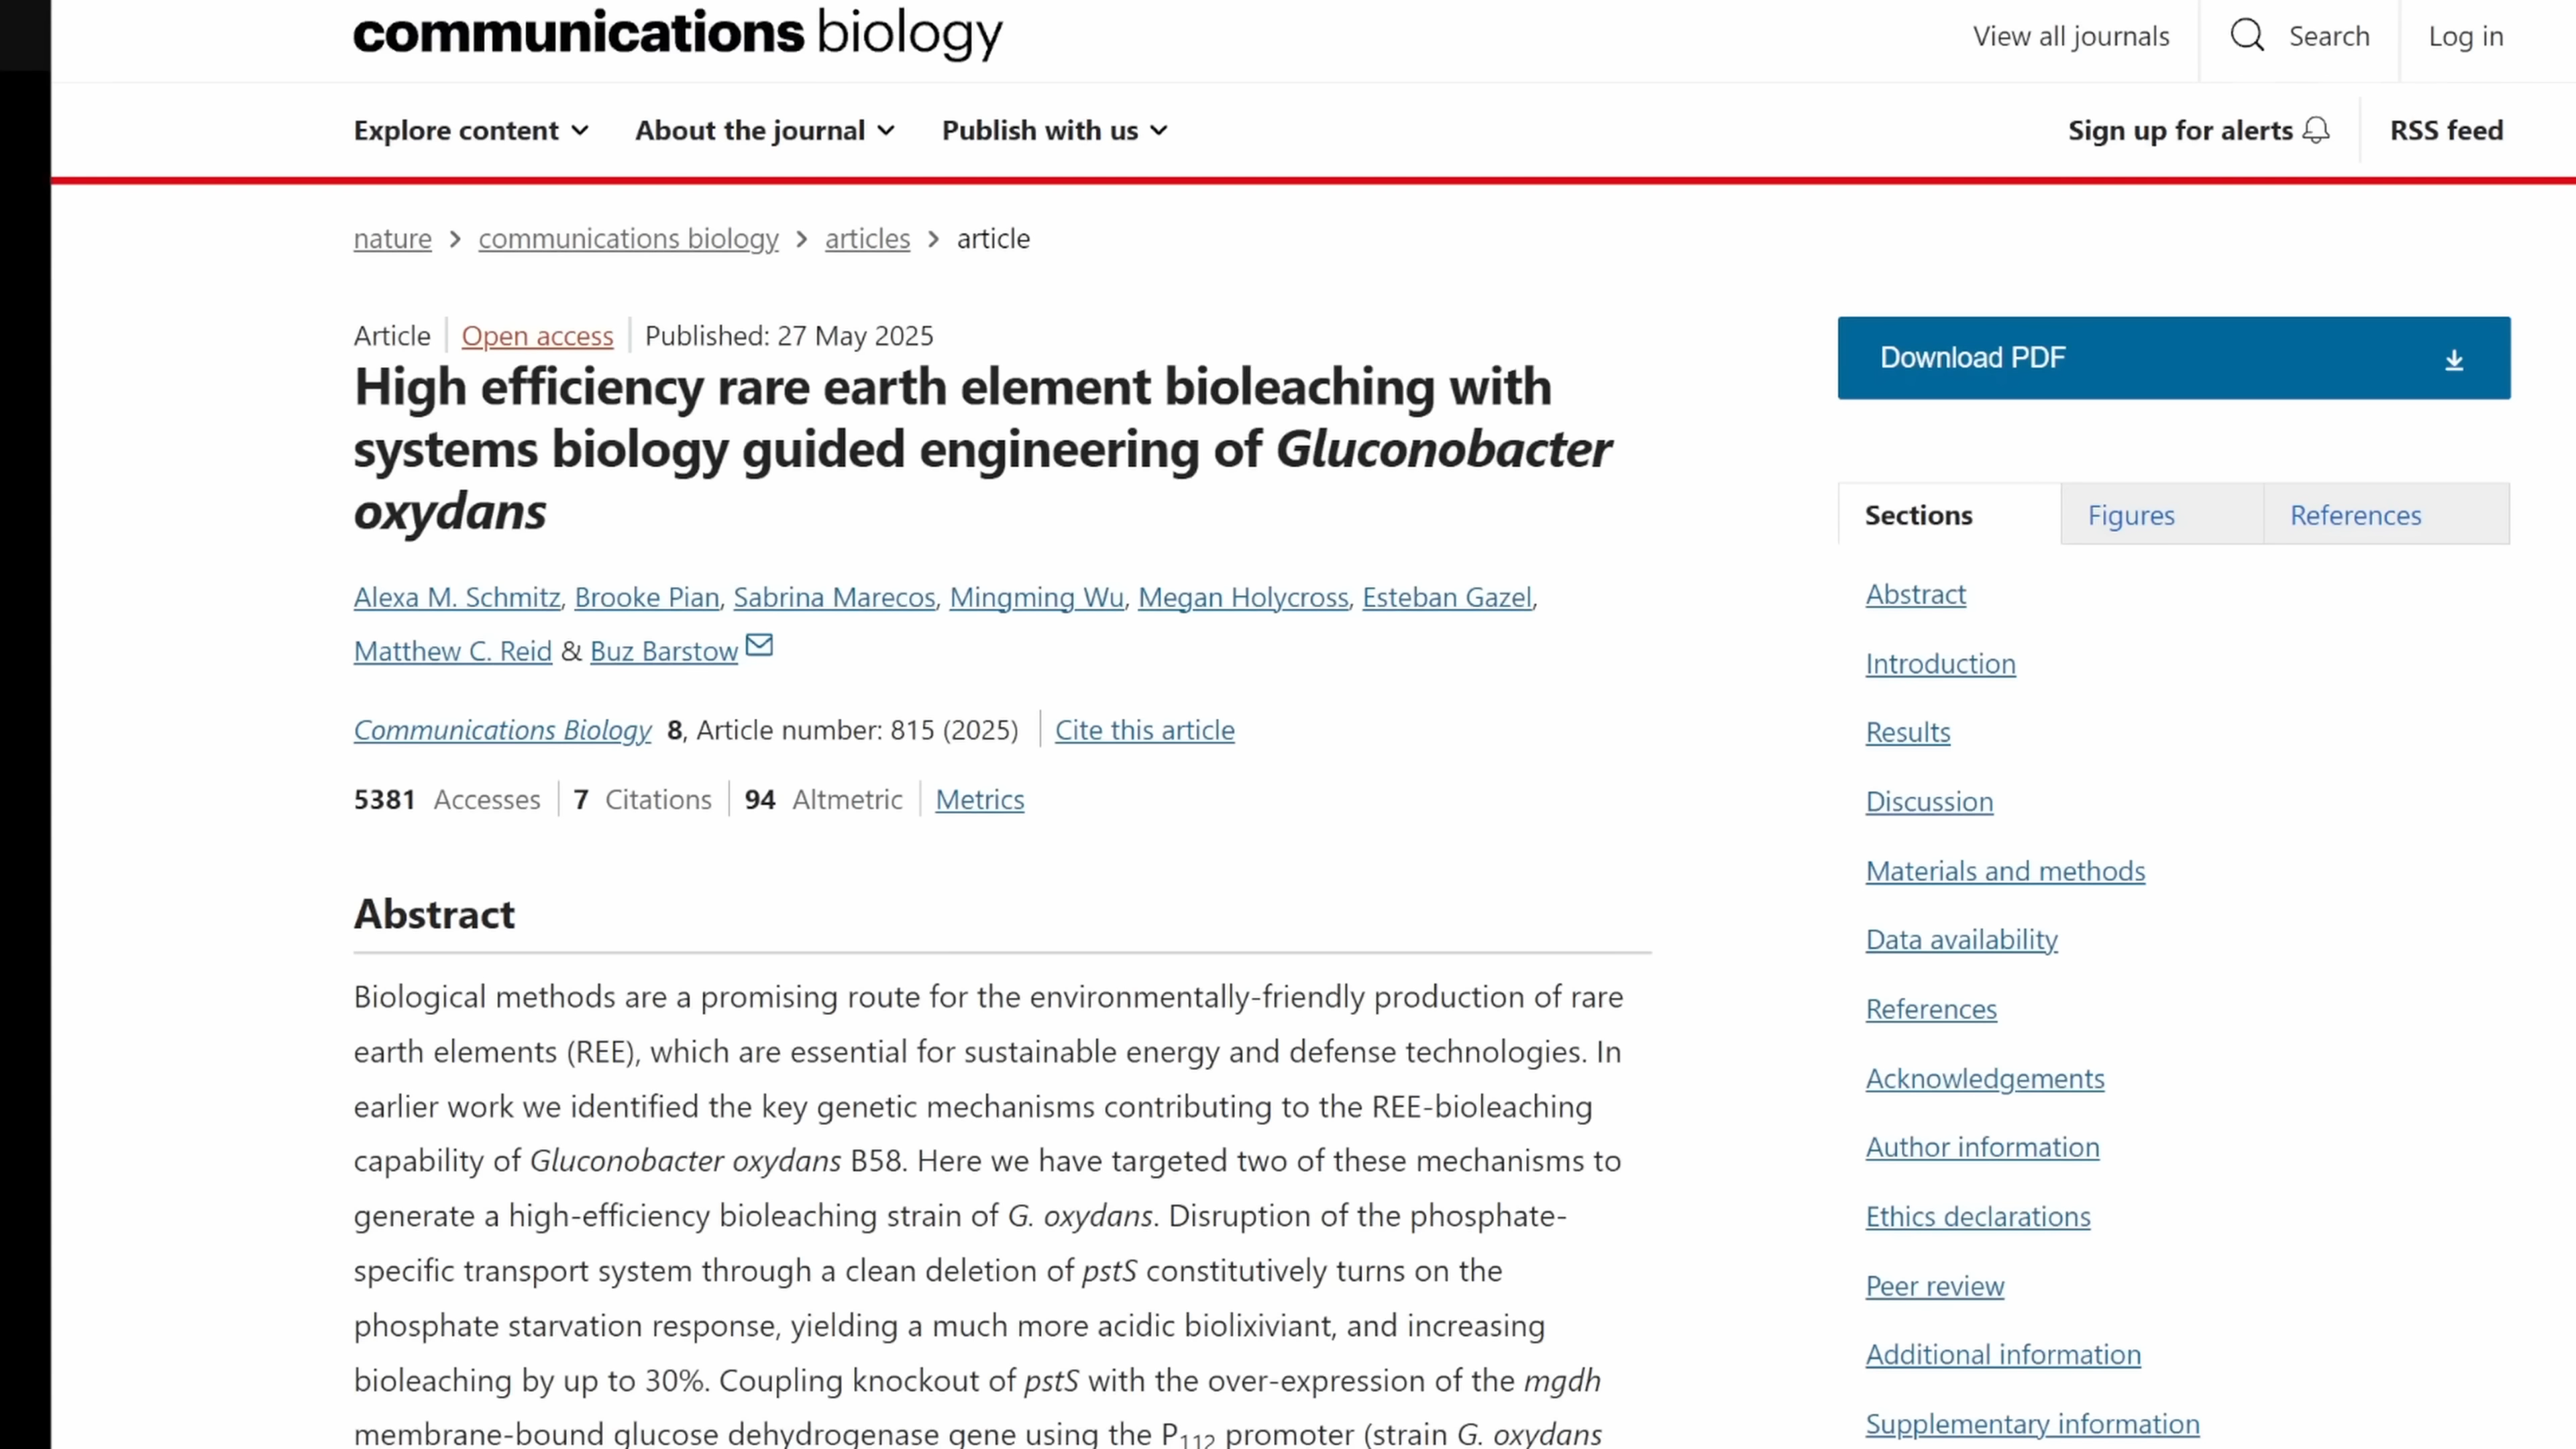 communications biology
View all journals Search Log in
Explore content About the journal Publish with us
Sign up for alerts RSS feed
nature > communications biology > articles > article
Article Open access Published: 27 May 2025
High efficiency rare earth element bioleaching with
systems biology guided engineering of Gluconobacter
oxydans
Alexa M. Schmitz, Brooke Pian, Sabrina Marecos, Mingming Wu, Megan Holycross, Esteban Gazel,
Matthew C. Reid & Buz Barstow
Communications Biology 8, Article number: 815 (2025) Cite this article
5381 Accesses 7 Citations 94 Altmetric Metrics
Abstract
Biological methods are a promising route for the environmentally-friendly production of rare
earth elements (REE), which are essential for sustainable energy and defense technologies. In
earlier work we identified the key genetic mechanisms contributing to the REE-bioleaching
capability of Gluconobacter oxydans B58. Here we have targeted two of these mechanisms to
generate a high-efficiency bioleaching strain of G. oxydans. Disruption of the phosphate-
specific transport system through a clean deletion of pstS constitutively turns on the
phosphate starvation response, yielding a much more acidic biolixiviant, and increasing
bioleaching by up to 30%. Coupling knockout of pstS with the over-expression of the mgdh
membrane-bound glucose dehydrogenase gene using the P112 promoter (strain G. oxydans
Download PDF
Sections Figures References
Abstract
Introduction
Results
Discussion
Materials and methods
Data availability
References
Acknowledgements
Author information
Ethics declarations
Peer review
Additional information
Supplementary information